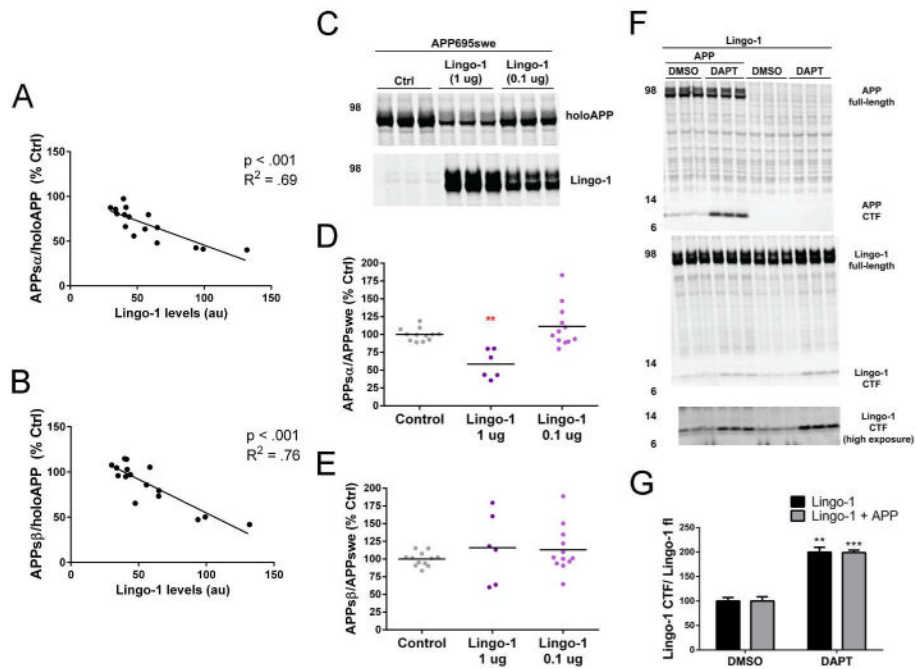 A
APPsα/holoAPP (% Ctrl)
150
100
50
0
0
50
100
150
Lingo-1 levels (au)
p < .001
R² = .69
B
APPsβ/holoAPP (% Ctrl)
200
150
100
50
0
0
50
100
150
Lingo-1 levels (au)
p < .001
R² = .76
C
APP695swe
Ctrl
Lingo-1 (1 ug)
Lingo-1 (0.1 ug)
98
holoAPP
98
Lingo-1
D
APPsα/APPswe (% Ctrl)
200
175
150
125
100
75
50
25
0
**
Control
Lingo-1 1 ug
Lingo-1 0.1 ug
E
APPsβ/APPswe (% Ctrl)
200
175
150
125
100
75
50
25
0
Control
Lingo-1 1 ug
Lingo-1 0.1 ug
F
Lingo-1
APP
DMSO DAPT DMSO DAPT
98
APP full-length
14
6
APP CTF
98
Lingo-1 full-length
14
6
Lingo-1 CTF
14
6
Lingo-1 CTF (high exposure)
G
Lingo-1 CTF/ Lingo-1 fl
200
150
100
50
0
Lingo-1
Lingo-1 + APP
** ***
DMSO
DAPT